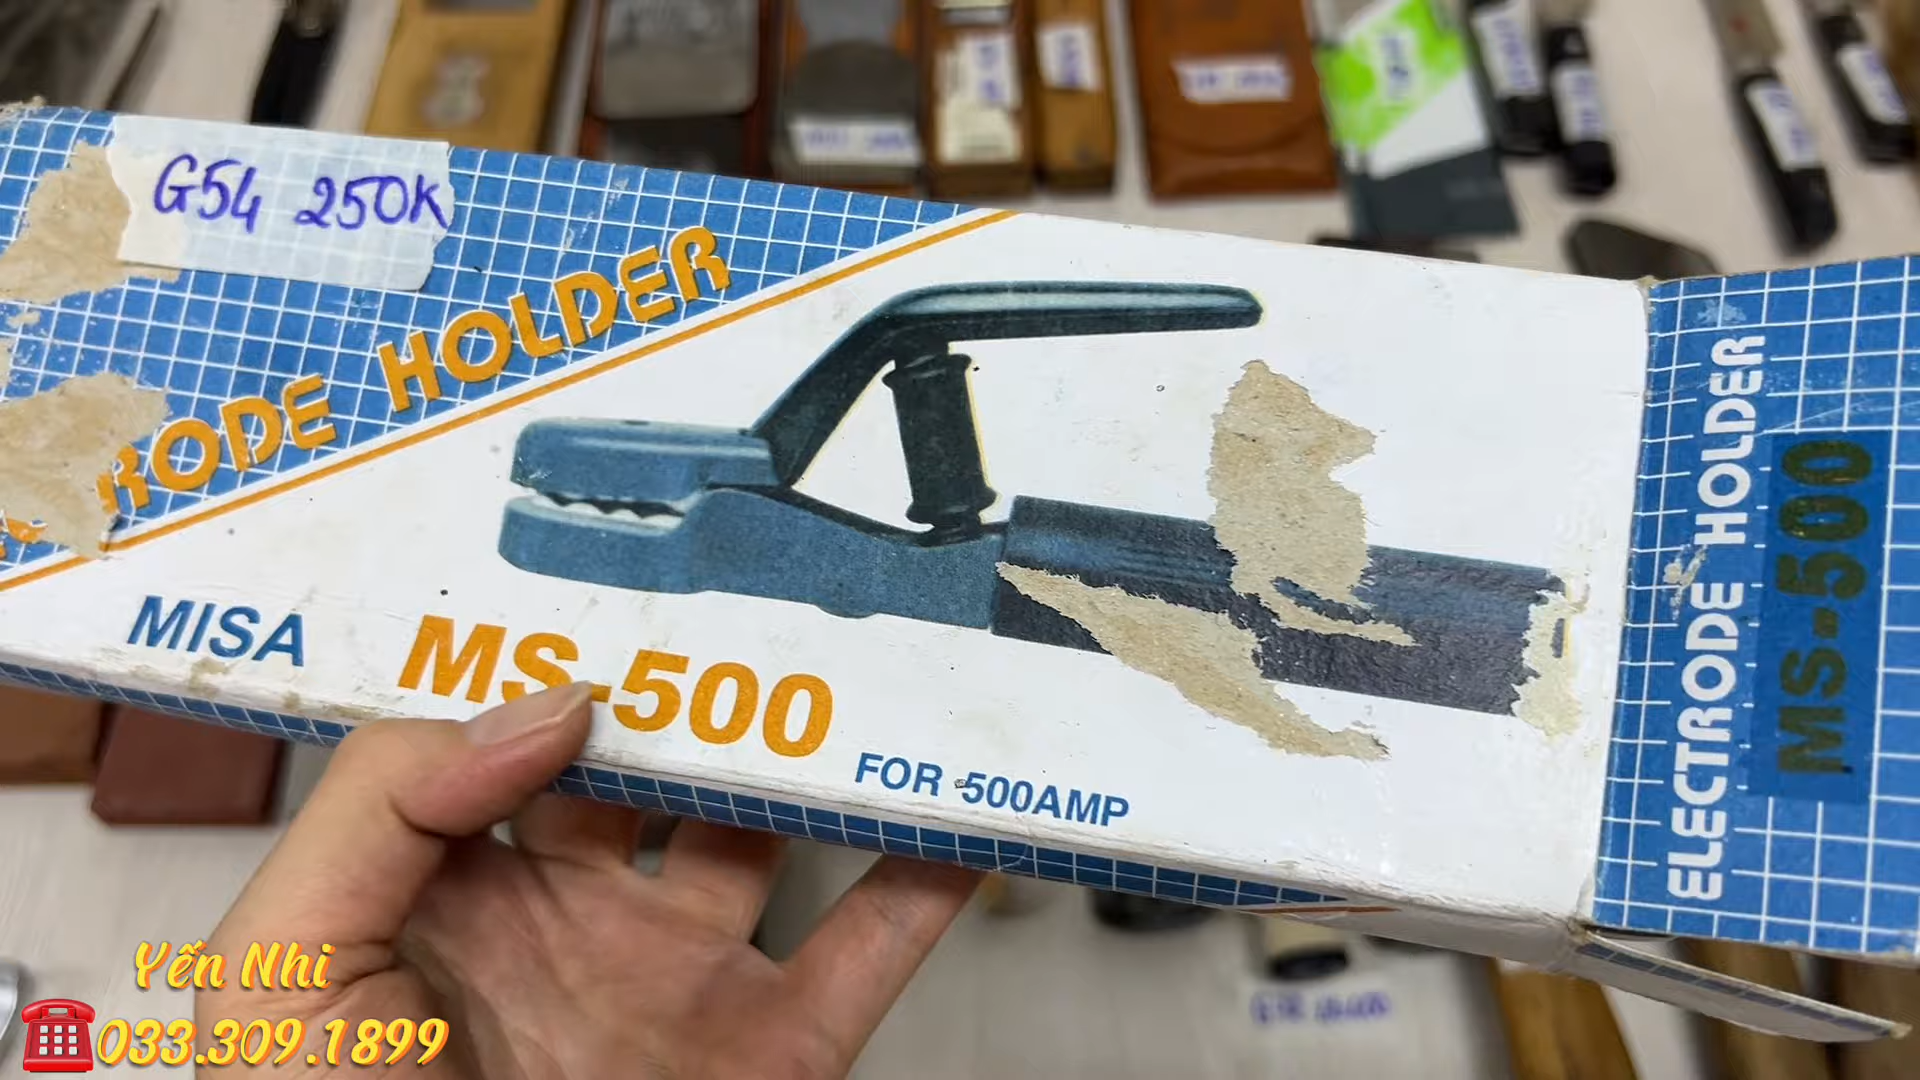 G54 250K
RODE HOLDER
MISA
MS-500
FOR 500AMP
ELECTRODE HOLDER
MS-500
Yến Nhi
033.309.1899